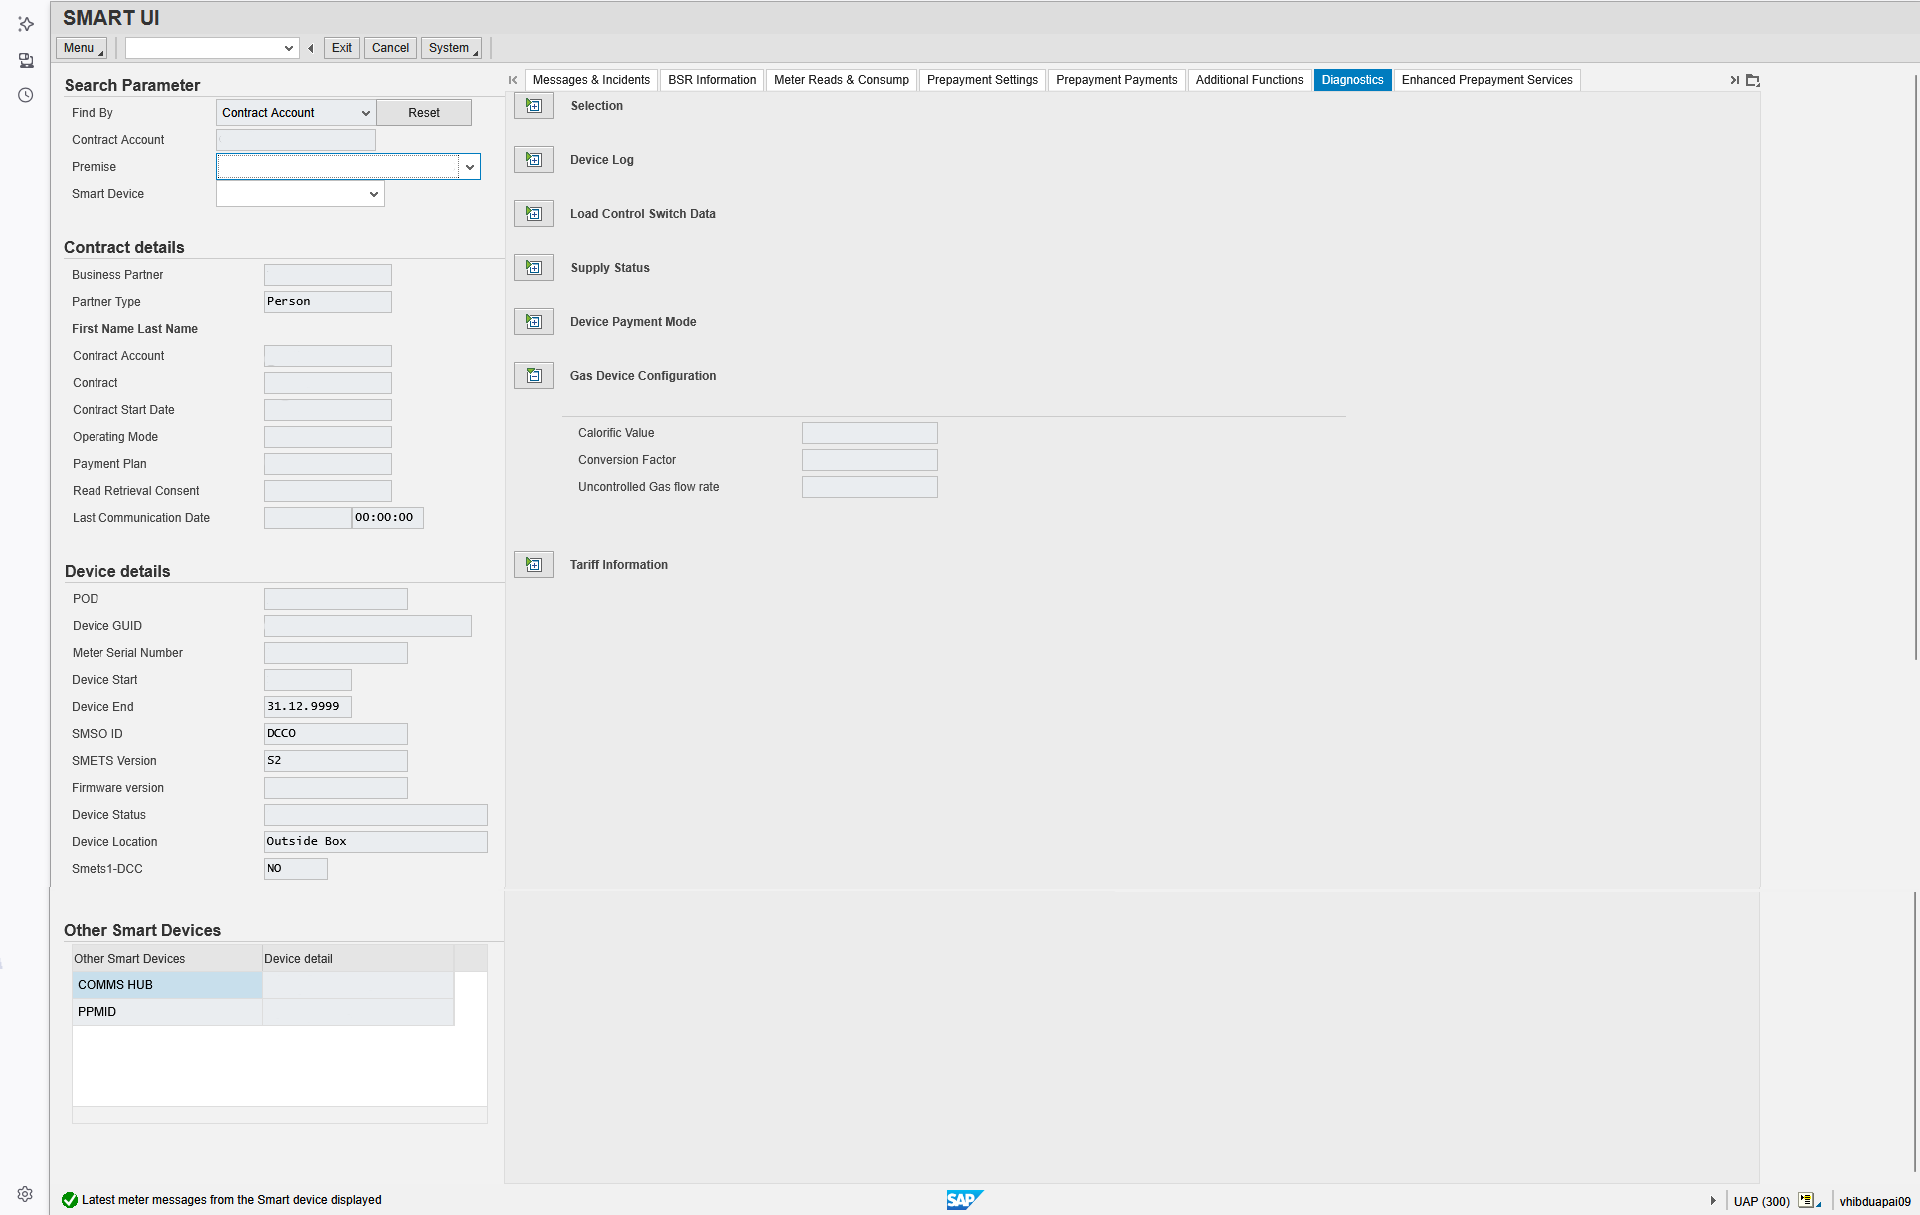 SMART UI
Menu
Exit
Cancel
System
Search Parameter
Find By
Contract Account
Reset
Contract Account
Premise
Smart Device
Contract details
Business Partner
Partner Type
Person
First Name Last Name
Contract Account
Contract
Contract Start Date
Operating Mode
Payment Plan
Read Retrieval Consent
Last Communication Date
00:00:00
Device details
POD
Device GUID
Meter Serial Number
Device Start
Device End
31.12.9999
SMSO ID
DCCO
SMETS Version
S2
Firmware version
Device Status
Device Location
Outside Box
Smets1-DCC
NO
Other Smart Devices
Other Smart Devices
Device detail
COMMS HUB
PPMID
Messages & Incidents
BSR Information
Meter Reads & Consump
Prepayment Settings
Prepayment Payments
Additional Functions
Diagnostics
Enhanced Prepayment Services
Selection
Device Log
Load Control Switch Data
Supply Status
Device Payment Mode
Gas Device Configuration
Calorific Value
Conversion Factor
Uncontrolled Gas flow rate
Tariff Information
Latest meter messages from the Smart device displayed
SAP
UAP (300)
vhibduapai09